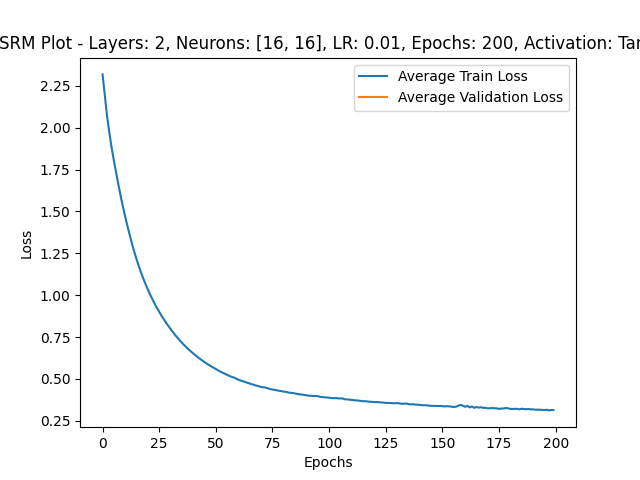 SRM Plot - Layers: 2, Neurons: [16, 16], LR: 0.01, Epochs: 200, Activation:
Average Train Loss
Average Validation Loss
2.25
2.00
1.75
1.50
1.25
1.00
0.75
0.50
0.25
Loss
0 25 50 75 100 125 150 175 200
Epochs